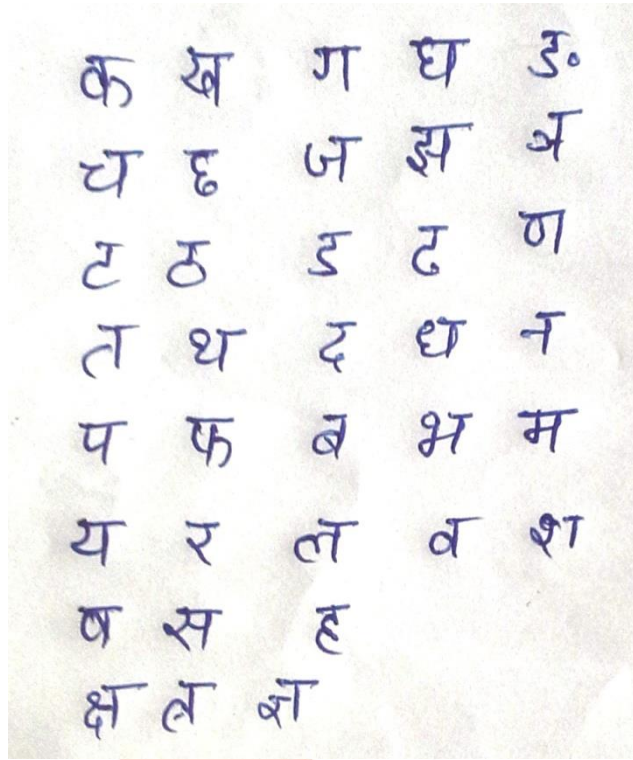 क ख ग घ ङ
च छ ज झ ञ
ट ठ ड ढ ण
त थ द ध न
प फ ब भ म
य र ल व श
ष स ह
क्ष त्र ज्ञ